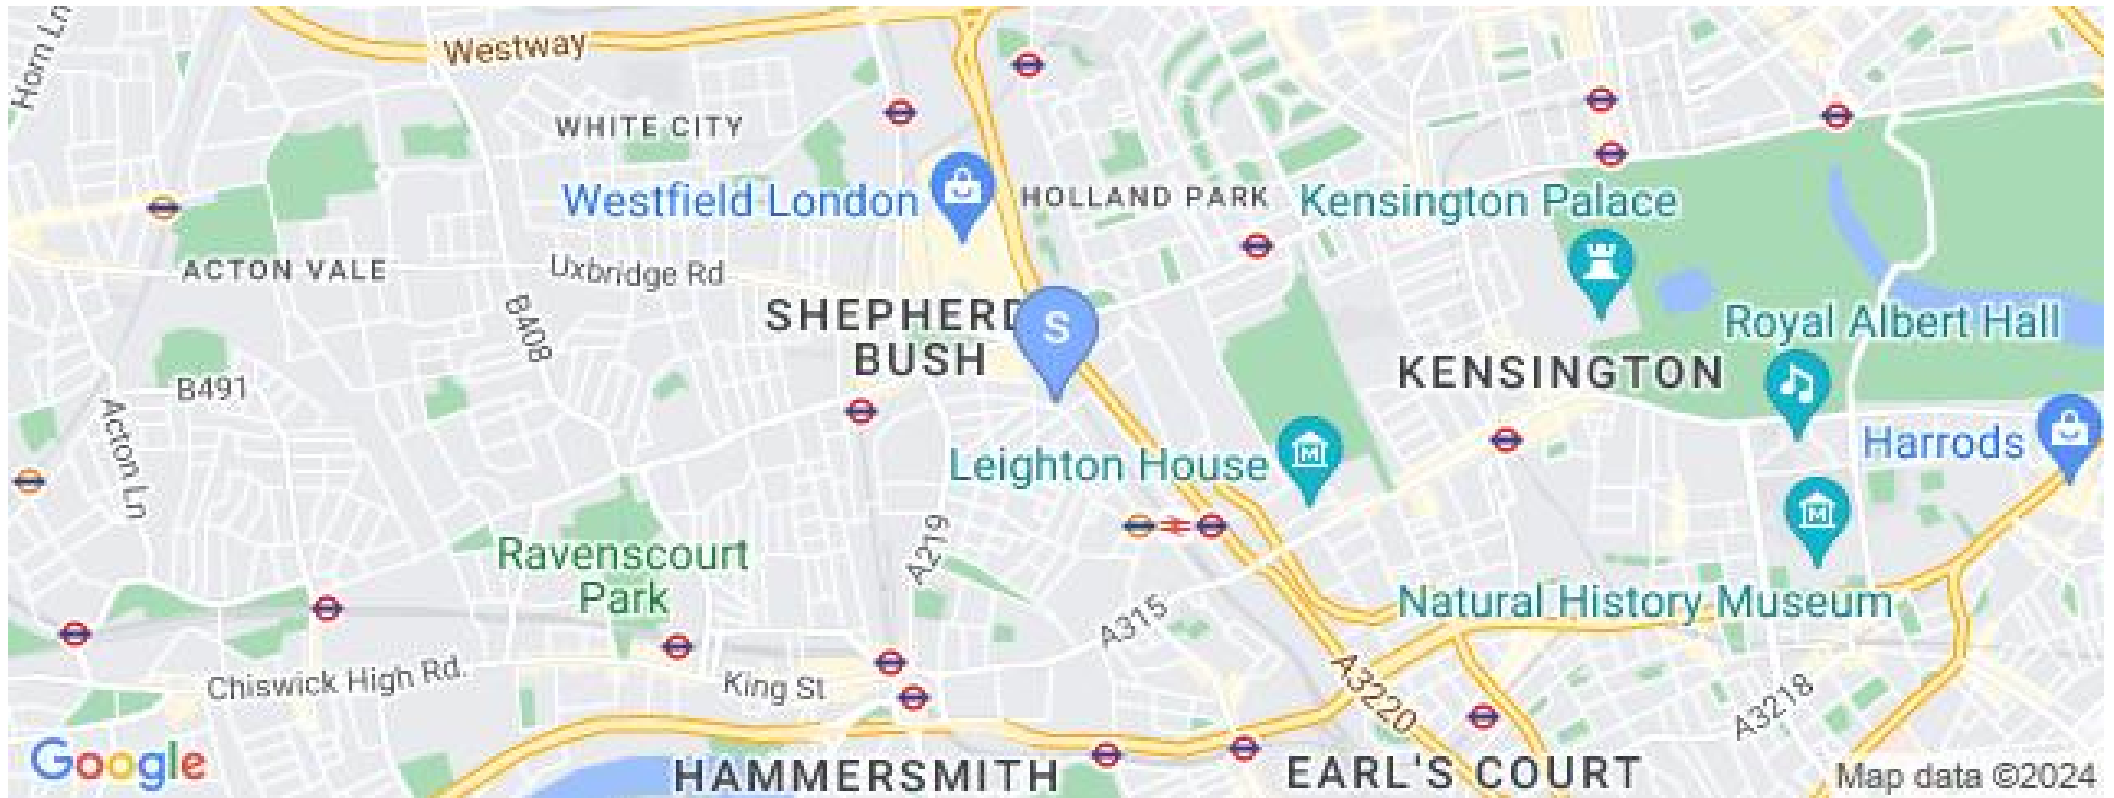 Horn Ln
Westway
WHITE CITY
Westfield London
HOLLAND PARK
Kensington Palace
ACTON VALE
Uxbridge Rd
B408
SHEPHERD
BUSH
S
Royal Albert Hall
KENSINGTON
B491
Acton Ln
Leighton House
Harrods
A219
Ravenscourt
Park
A315
Natural History Museum
Chiswick High Rd.
King St
A3220
A3218
Google
HAMMERSMITH
EARL'S COURT
Map data ©2024